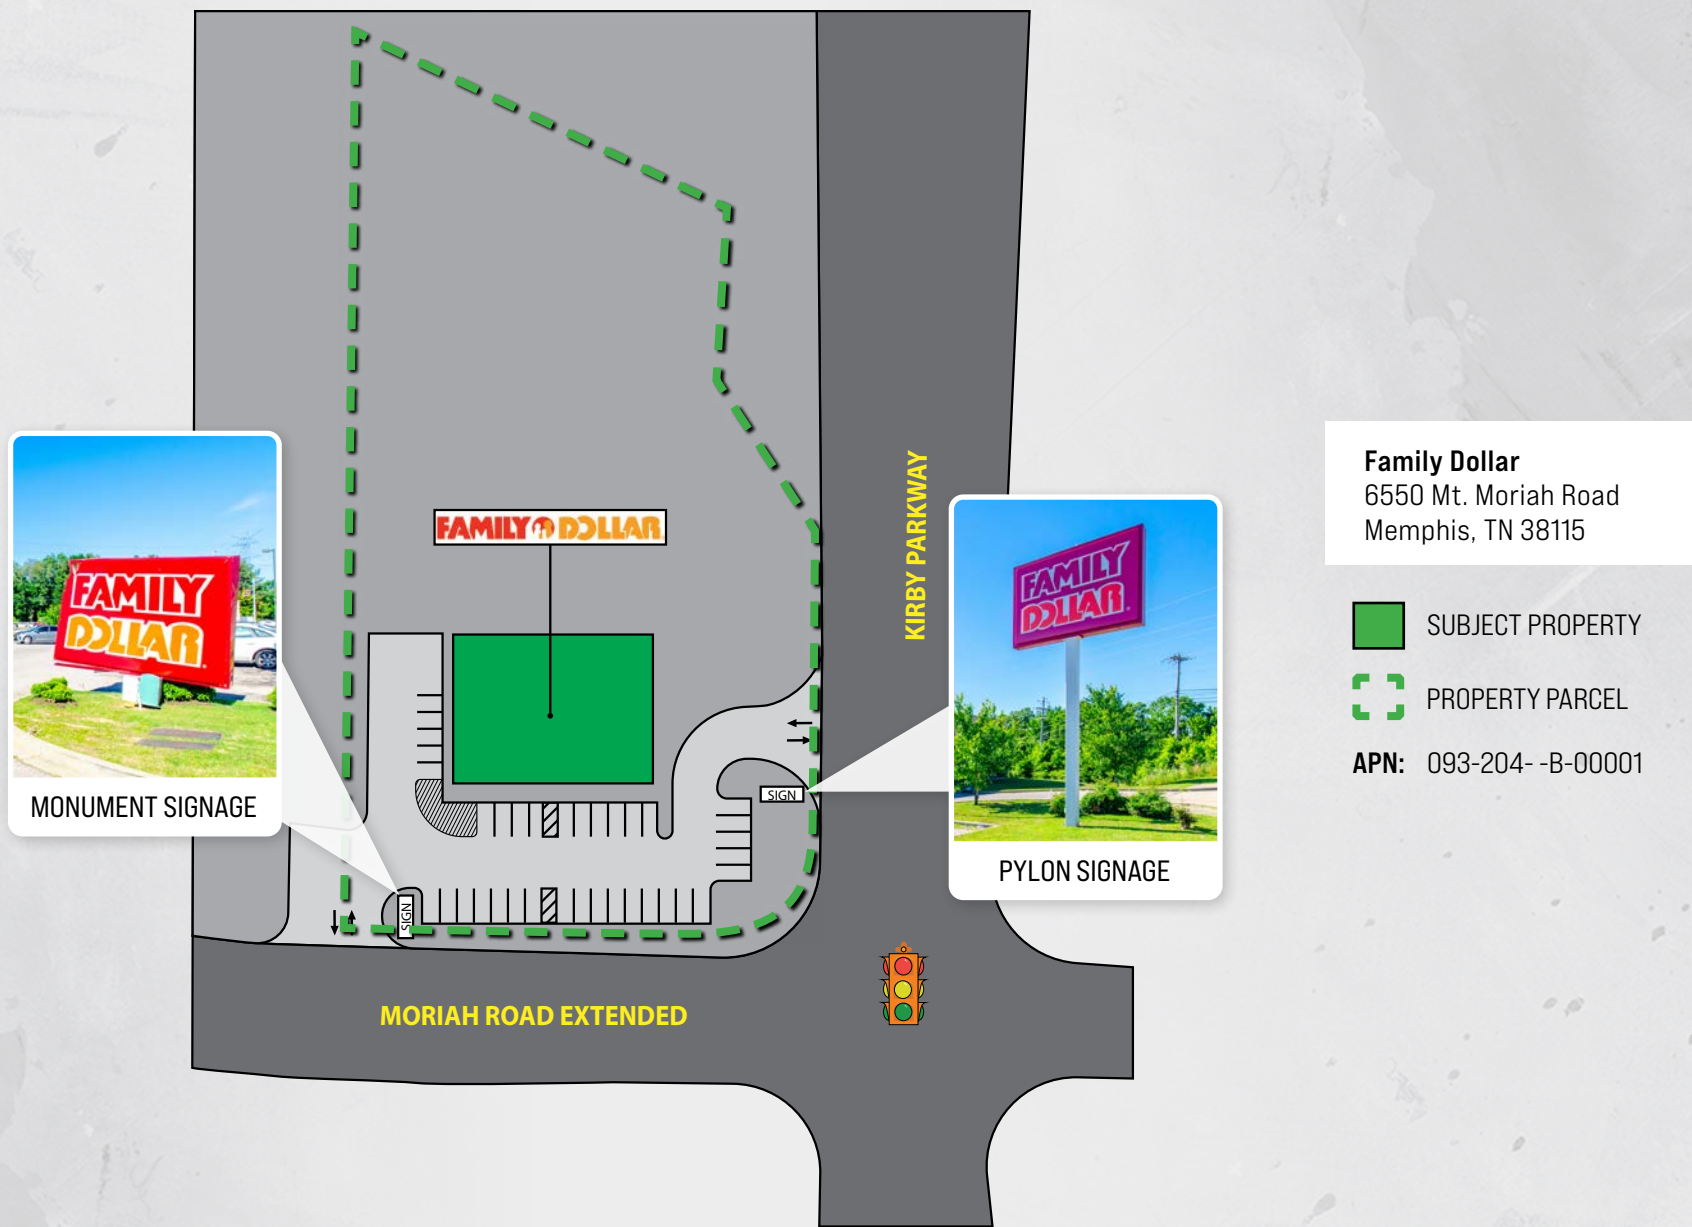 FAMILY DOLLAR
FAMILY
DOLLAR
MONUMENT SIGNAGE
KIRBY PARKWAY
FAMILY
DOLLAR
PYLON SIGNAGE
SIGN
SIGN
MORIAH ROAD EXTENDED
Family Dollar
6550 Mt. Moriah Road
Memphis, TN 38115
SUBJECT PROPERTY
PROPERTY PARCEL
APN: 093-204- -B-00001